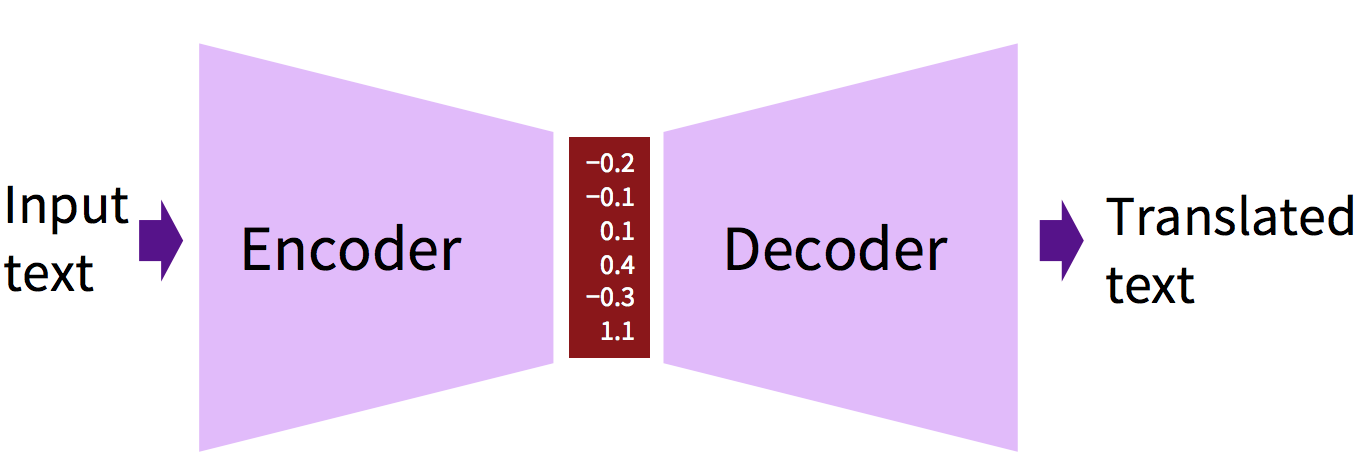 Input
text
Encoder
−0.2
−0.1
0.1
0.4
−0.3
1.1
Decoder
Translated
text